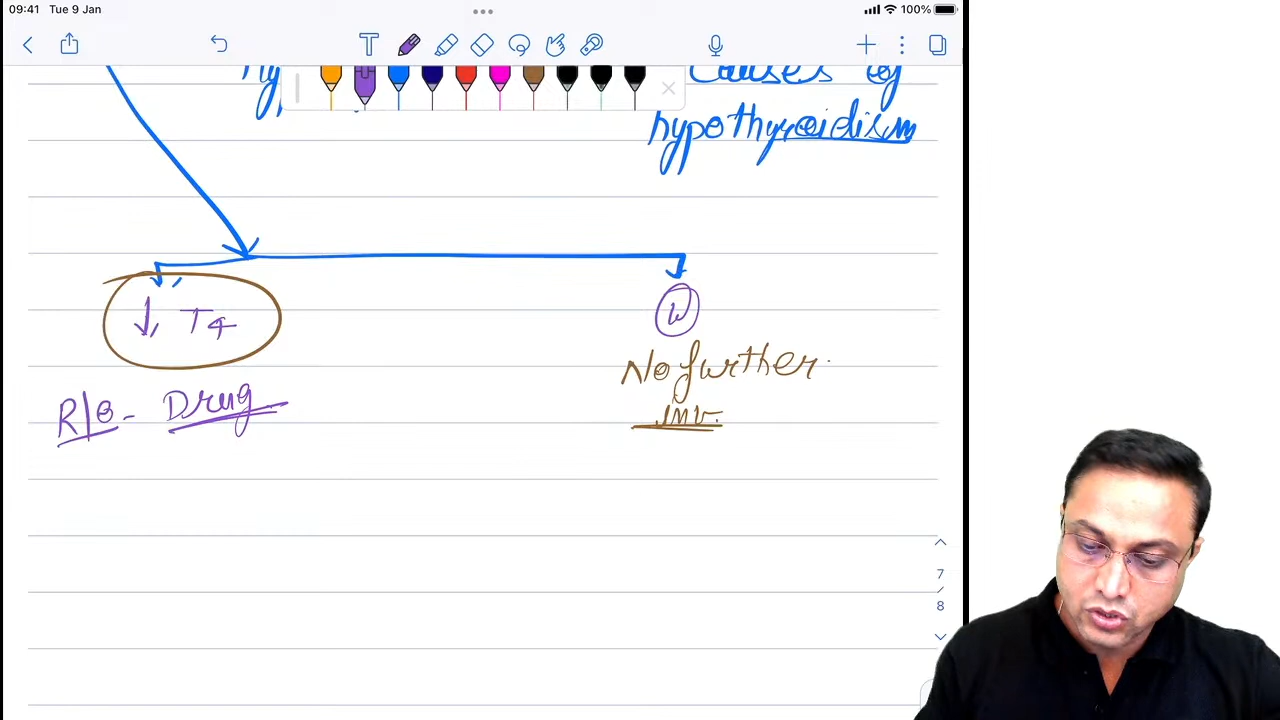 09:41 Tue 9 Jan
100%
T
Causes of
hypothyroidism
↓, T4
N
No further
Inv.
R/o - Drug
7
/
8